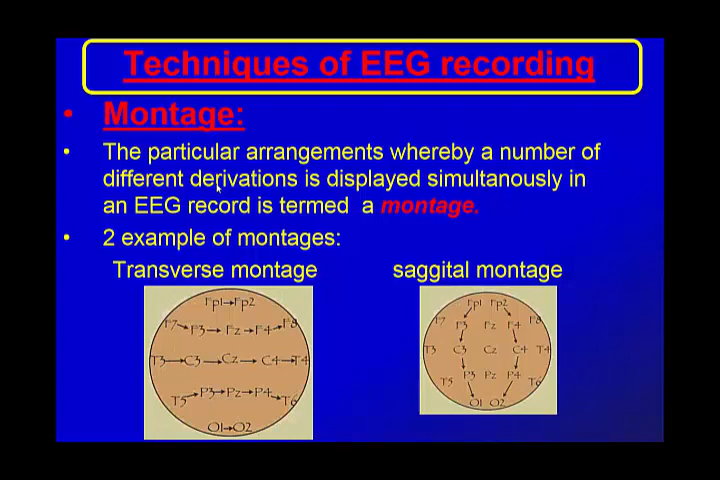 Techniques of EEG recording
• Montage:
• The particular arrangements whereby a number of
different derivations is displayed simultanously in
an EEG record is termed a montage.
• 2 example of montages:
Transverse montage saggital montage
Fp1→Fp2
F7→F3→Fz→F4→F8
T3→C3→Cz→C4→T4
T5→P3→Pz→P4→T6
O1→O2
Fp1 Fp2
F7 F3 Fz F4 F8
T3 C3 Cz C4 T4
T5 P3 Pz P4 T6
O1 O2